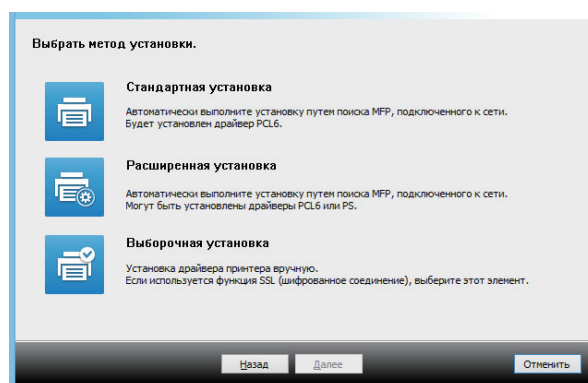 Выбрать метод установки.
Стандартная установка
Автоматически выполните установку путем поиска MFP, подключенного к сети.
Будет установлен драйвер PCL6.
Расширенная установка
Автоматически выполните установку путем поиска MFP, подключенного к сети.
Могут быть установлены драйверы PCL6 или PS.
Выборочная установка
Установка драйвера принтера вручную.
Если используется функция SSL (шифрованное соединение), выберите этот элемент.
Назад Далее Отменить